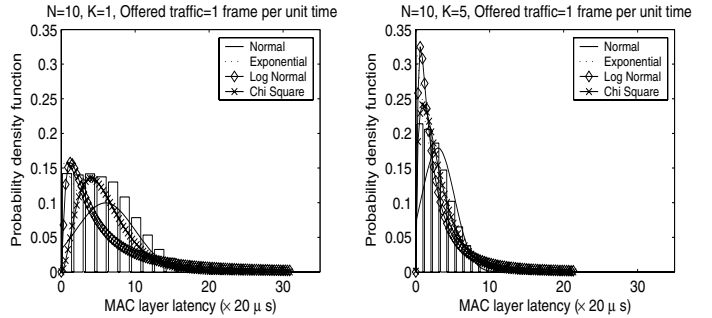 N=10, K=1, Offered traffic=1 frame per unit time
0.35
0.3
0.25
0.2
0.15
0.1
0.05
0
Probability density function
Normal
Exponential
Log Normal
Chi Square
0 10 20 30
MAC layer latency (× 20 μ s)
N=10, K=5, Offered traffic=1 frame per unit time
0.35
0.3
0.25
0.2
0.15
0.1
0.05
0
Probability density function
Normal
Exponential
Log Normal
Chi Square
0 10 20 30
MAC layer latency (× 20 μ s)